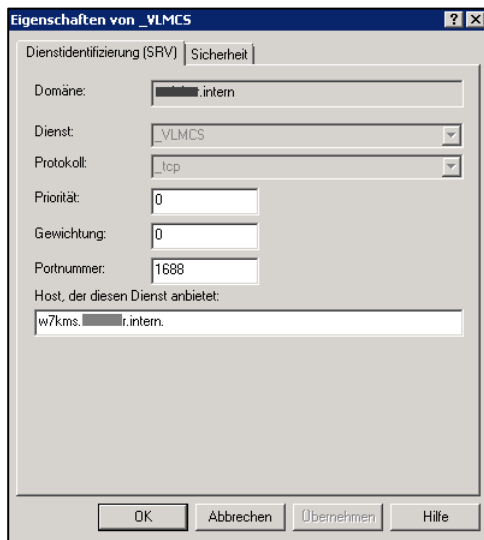 Eigenschaften von _VLMCS
Dienstidentifizierung (SRV) Sicherheit
Domäne: .intern
Dienst: _VLMCS
Protokoll: _tcp
Priorität: 0
Gewichtung: 0
Portnummer: 1688
Host, der diesen Dienst anbietet:
w7kms. r.intern.
OK Abbrechen Übernehmen Hilfe